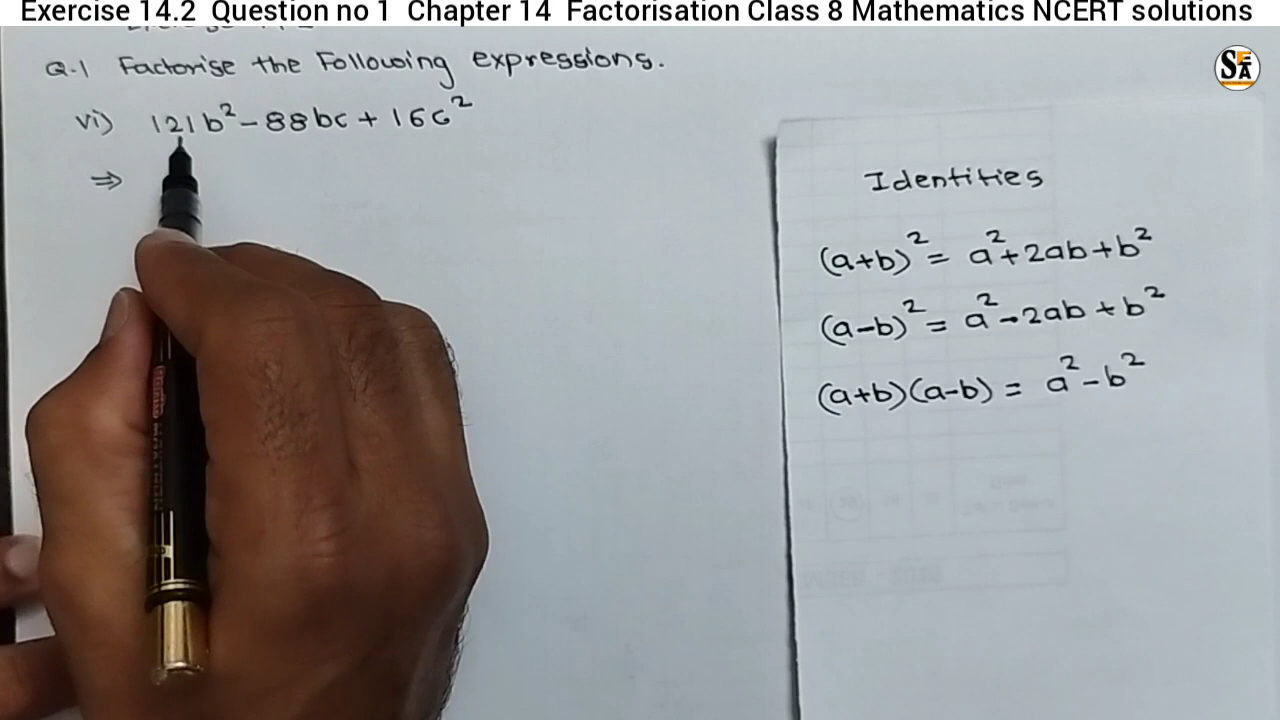 Exercise 14.2 Question no 1 Chapter 14 Factorisation Class 8 Mathematics NCERT solutions
Q.1 Factorise the Following expressions.
vi) 121b² - 88bc + 16c²
⇒
Identities
(a+b)² = a²+2ab+b²
(a-b)² = a²-2ab+b²
(a+b)(a-b) = a²-b²